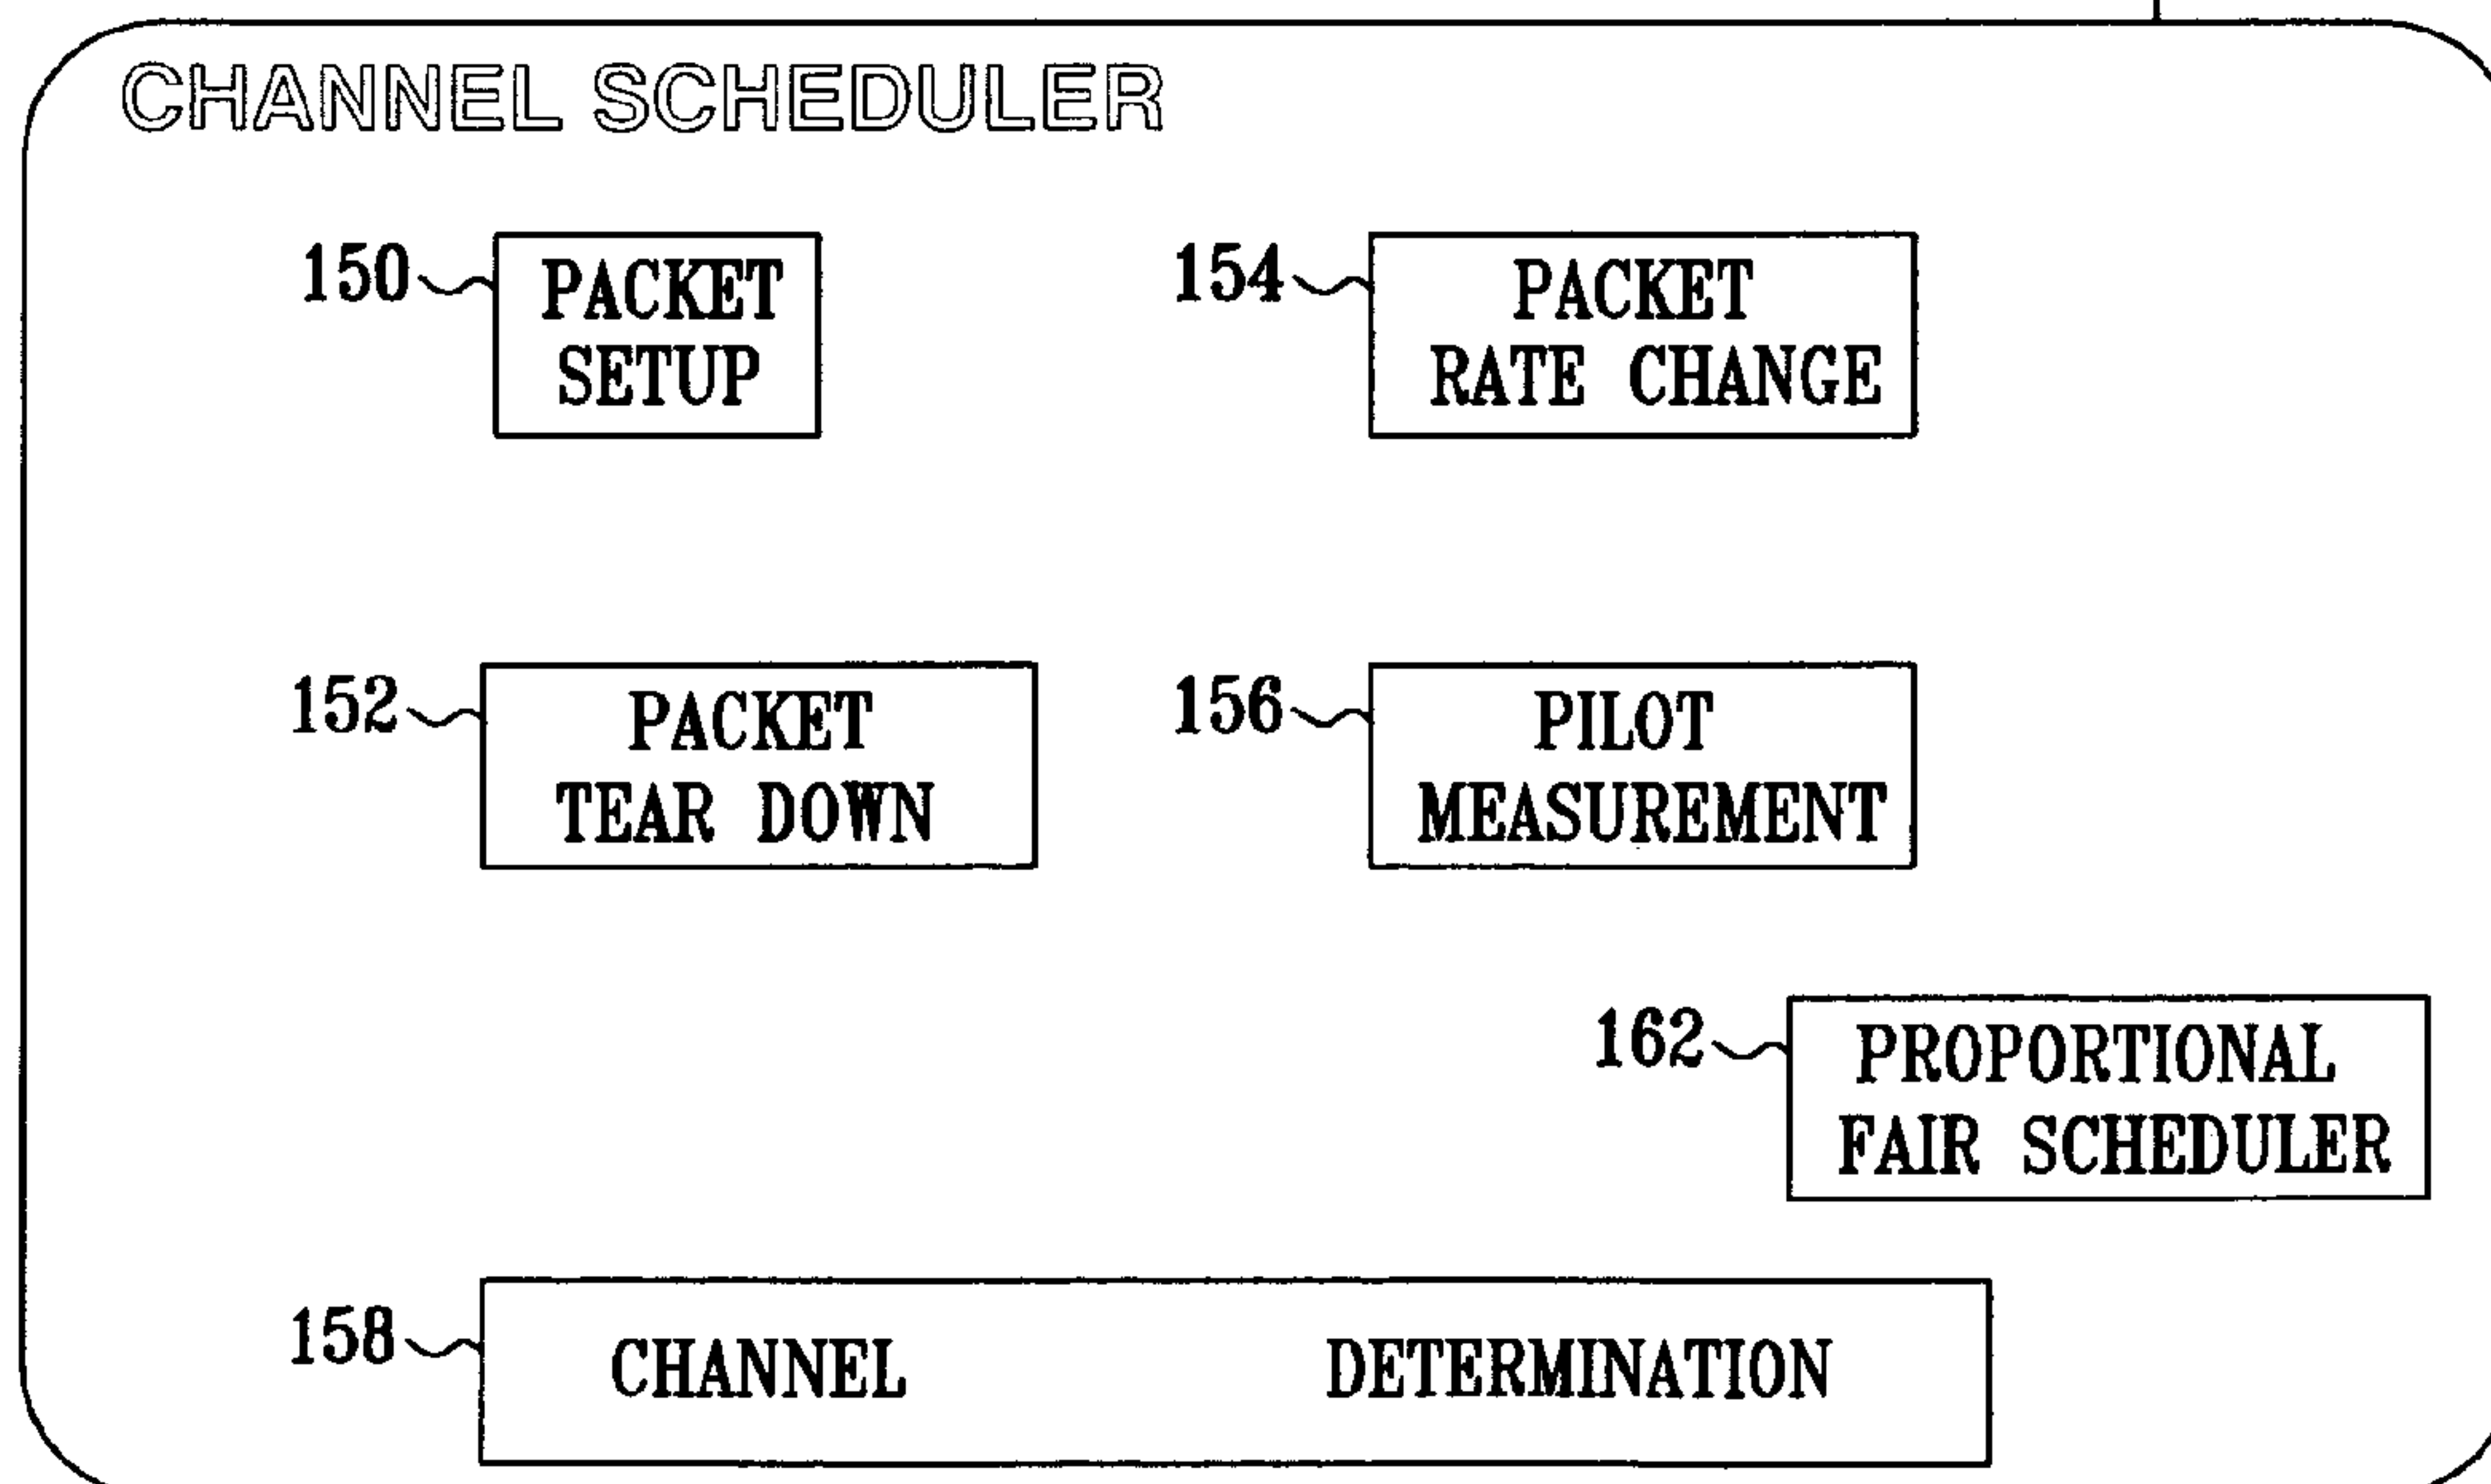 CHANNEL SCHEDULER
150
PACKET
SETUP
154
PACKET
RATE CHANGE
152
PACKET
TEAR DOWN
156
PILOT
MEASUREMENT
162
PROPORTIONAL
FAIR SCHEDULER
158
CHANNEL DETERMINATION